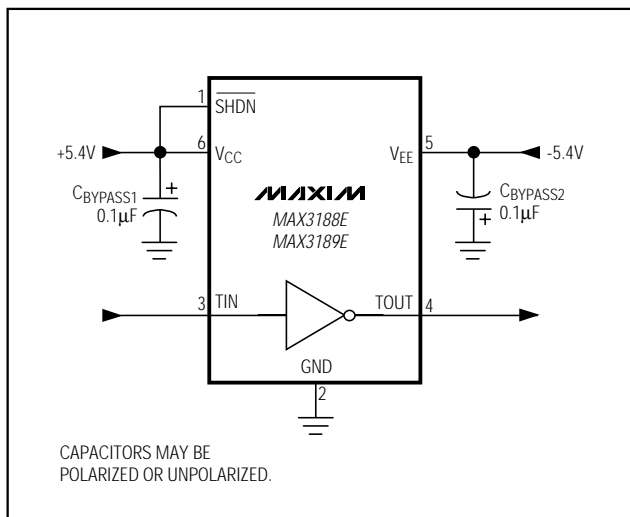 1
SHDN
+5.4V
6
VCC
5
VEE
-5.4V
CBYPASS1
0.1µF
+
MAXIM
MAX3188E
MAX3189E
CBYPASS2
0.1µF
+
3
TIN
TOUT
4
GND
2
CAPACITORS MAY BE
POLARIZED OR UNPOLARIZED.